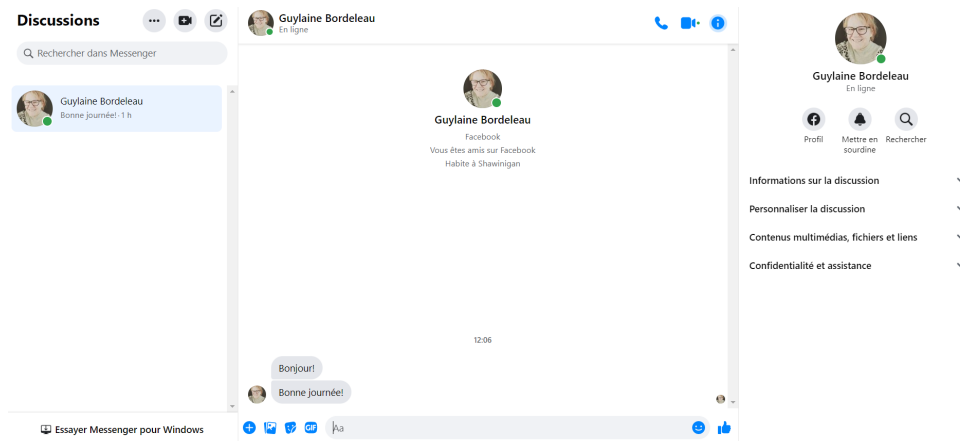 Discussions
Rechercher dans Messenger
Guylaine Bordeleau
Bonne journée! · 1 h
Essayer Messenger pour Windows
Guylaine Bordeleau
En ligne
Guylaine Bordeleau
Facebook
Vous êtes amis sur Facebook
Habite à Shawinigan
12:06
Bonjour!
Bonne journée!
GIF
Aa
Guylaine Bordeleau
En ligne
Profil
Mettre en
sourdine
Rechercher
Informations sur la discussion
Personnaliser la discussion
Contenus multimédias, fichiers et liens
Confidentialité et assistance